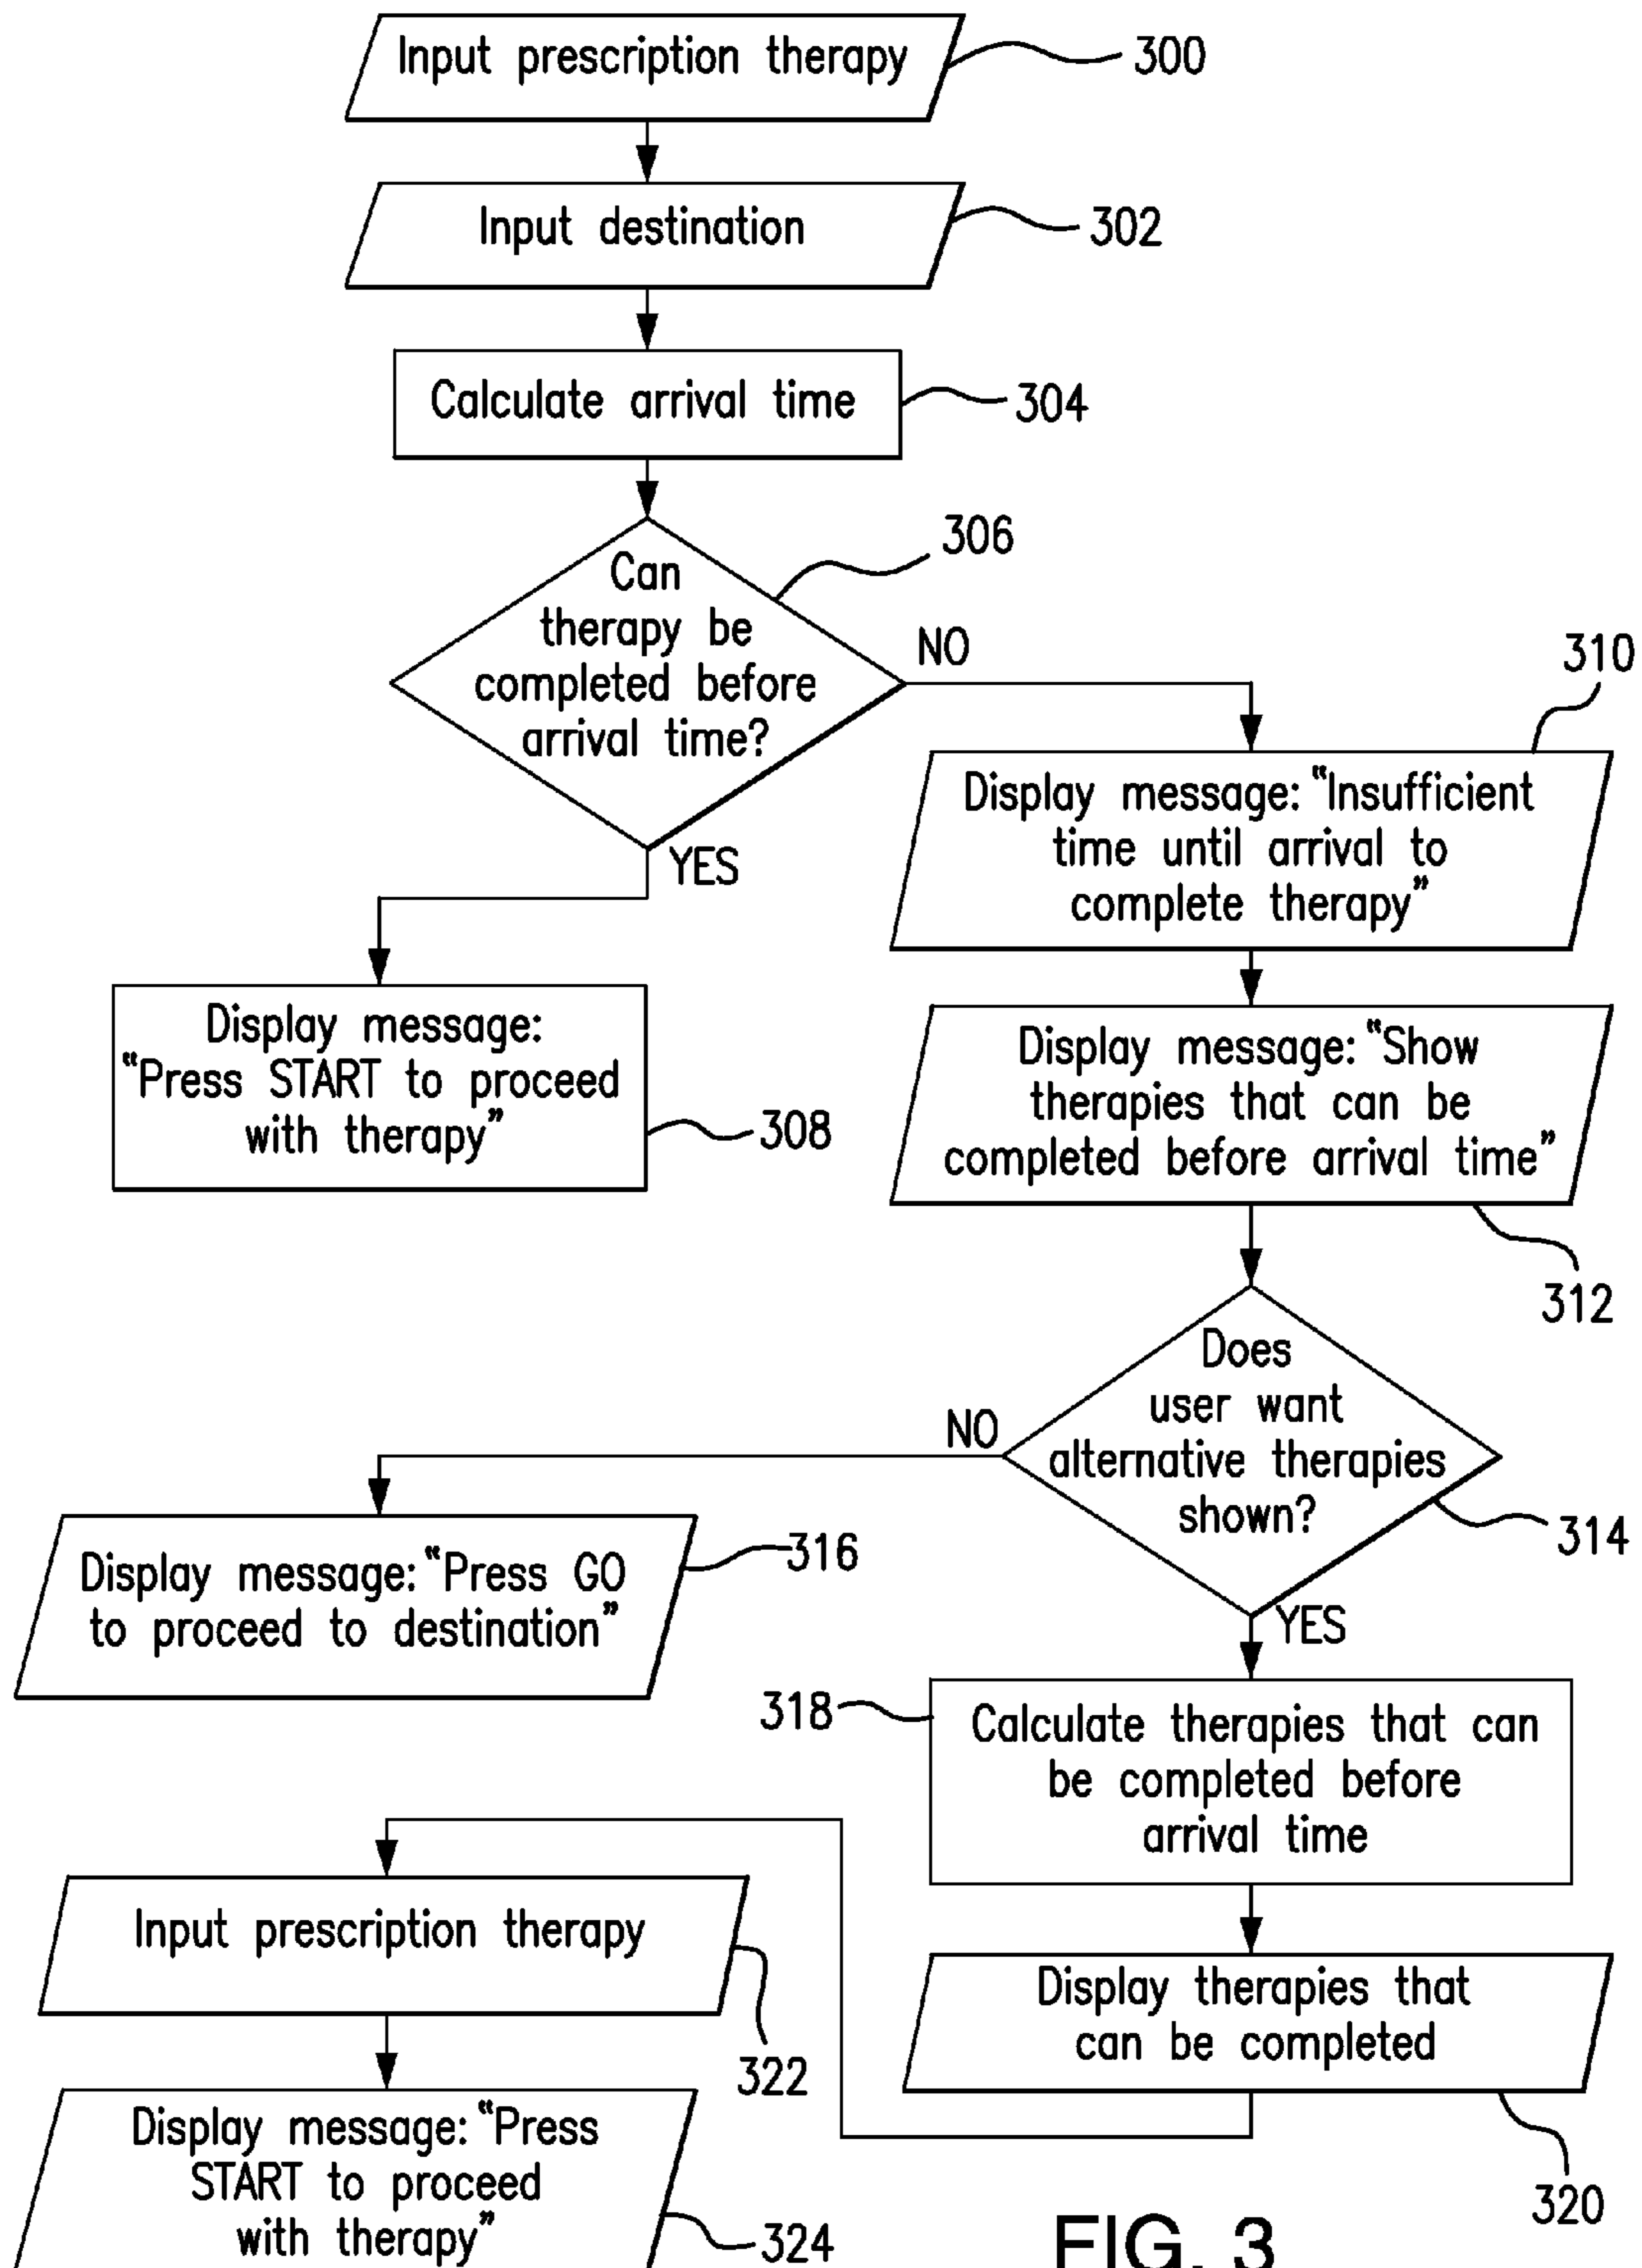 Input prescription therapy
300
Input destination
302
Calculate arrival time
304
306
Can
therapy be
completed before
arrival time?
NO
YES
310
Display message: “Insufficient
time until arrival to
complete therapy”
Display message:
“Press START to proceed
with therapy”
308
Display message: “Show
therapies that can be
completed before arrival time”
312
Does
user want
alternative therapies
shown?
314
NO
YES
Display message: “Press GO
to proceed to destination”
316
318
Calculate therapies that can
be completed before
arrival time
Display therapies that
can be completed
320
Input prescription therapy
322
Display message: “Press
START to proceed
with therapy”
324
FIG. 3